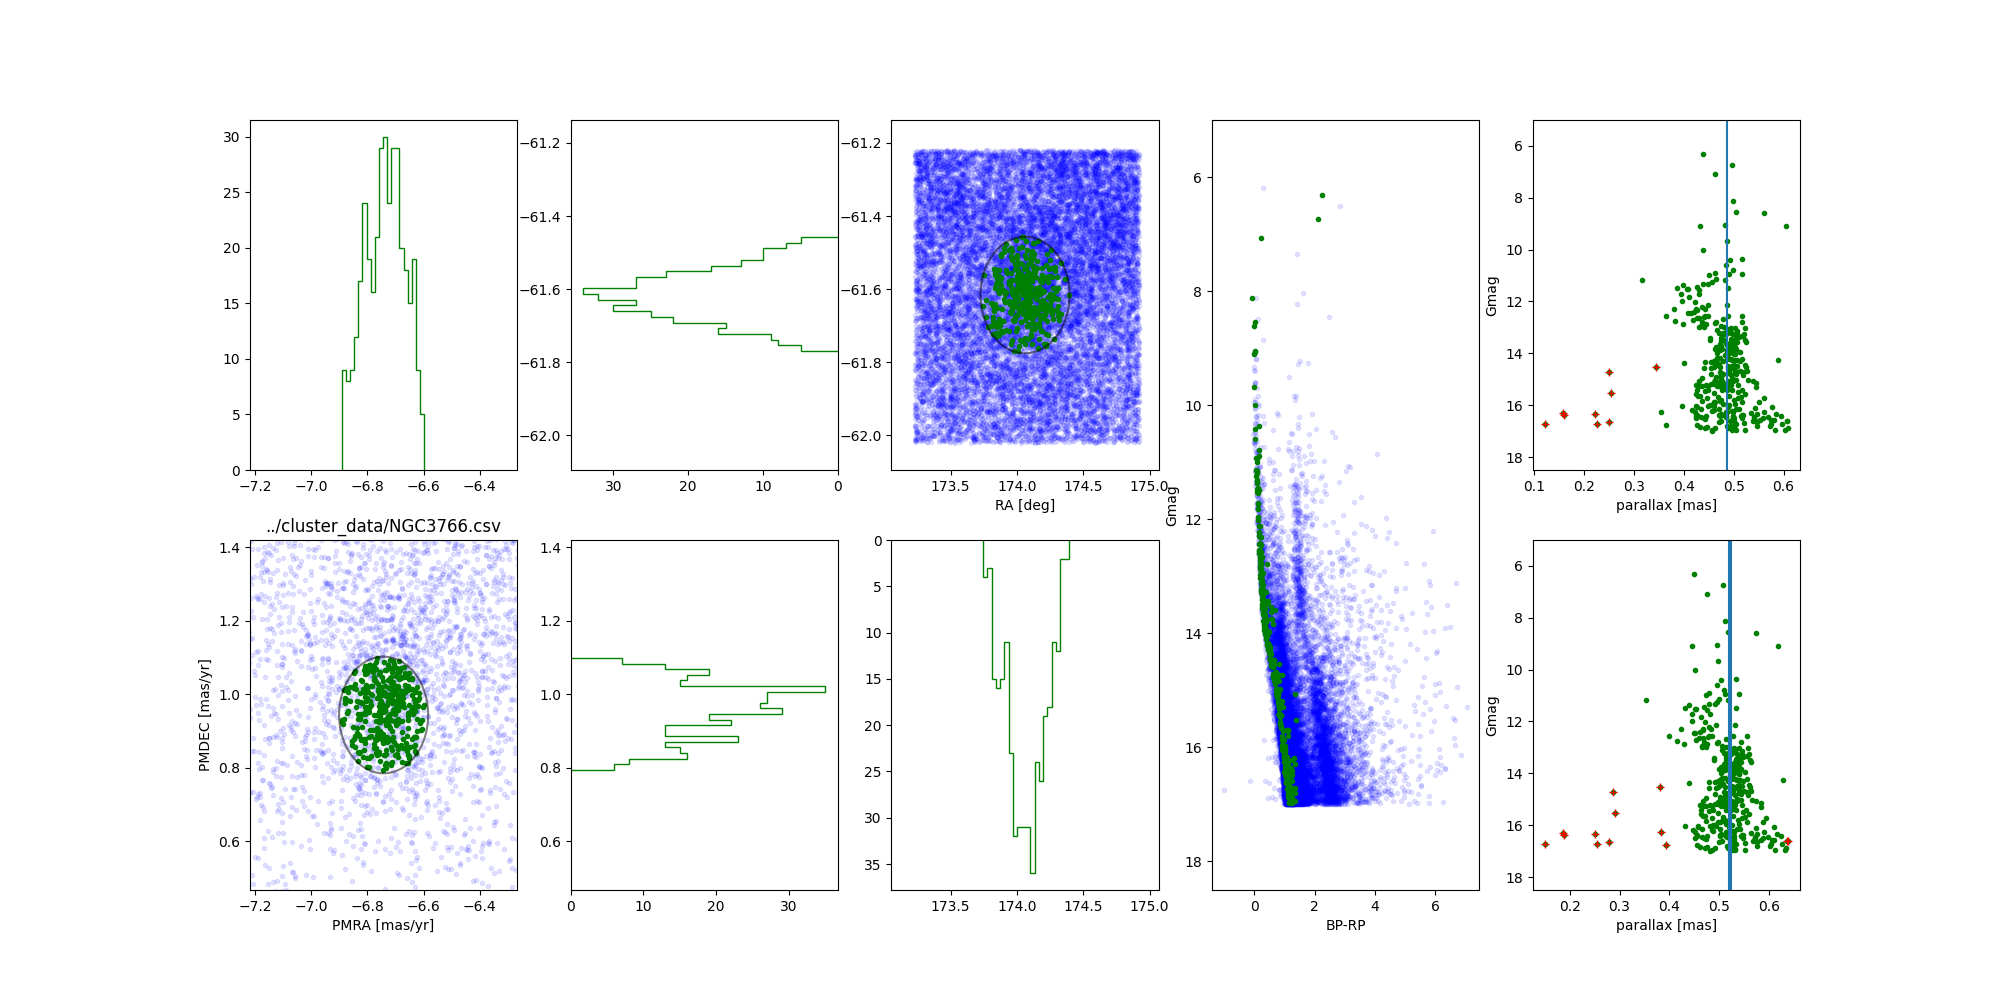 30
25
20
15
10
5
0
−7.2 −7.0 −6.8 −6.6 −6.4
−61.2
−61.4
−61.6
−61.8
−62.0
30 20 10 0
−61.2
−61.4
−61.6
−61.8
−62.0
173.5 174.0 174.5 175.0
RA [deg]
6
8
10
12
14
16
18
Gmag
0 2 4 6
BP-RP
6
8
10
12
14
16
18
Gmag
0.1 0.2 0.3 0.4 0.5 0.6
parallax [mas]
../cluster_data/NGC3766.csv
1.4
1.2
1.0
0.8
0.6
PMDEC [mas/yr]
−7.2 −7.0 −6.8 −6.6 −6.4
PMRA [mas/yr]
1.4
1.2
1.0
0.8
0.6
0 10 20 30
0
5
10
15
20
25
30
35
173.5 174.0 174.5 175.0
6
8
10
12
14
16
18
Gmag
0.2 0.3 0.4 0.5 0.6
parallax [mas]